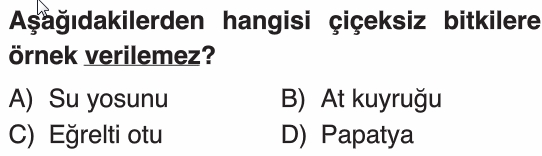 Aşağıdakilerden hangisi çiçeksiz bitkilere
örnek verilemez?
A) Su yosunu B) At kuyruğu
C) Eğrelti otu D) Papatya